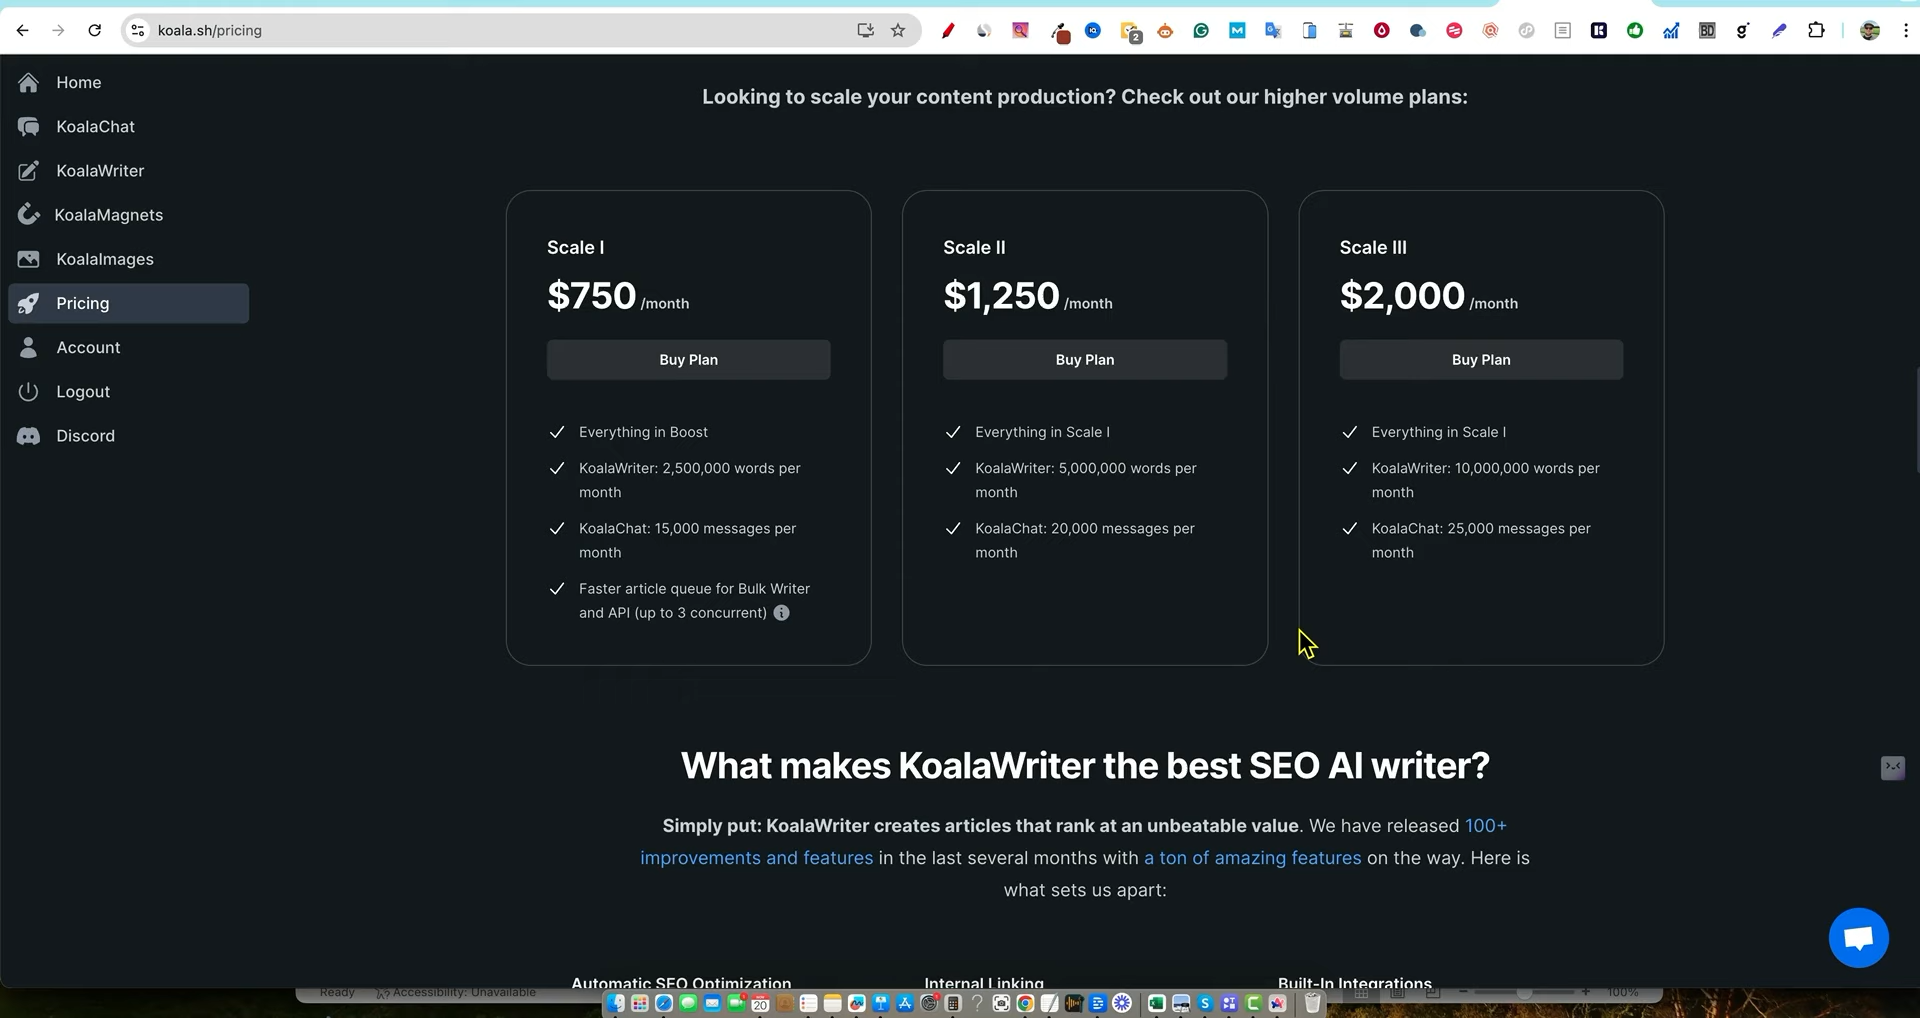 koala.sh/pricing
2
Home
KoalaChat
KoalaWriter
KoalaMagnets
KoalaImages
Pricing
Account
Logout
Discord
Looking to scale your content production? Check out our higher volume plans:
Scale I
$750 /month
Buy Plan
Everything in Boost
KoalaWriter: 2,500,000 words per
month
KoalaChat: 15,000 messages per
month
Faster article queue for Bulk Writer
and API (up to 3 concurrent)
Scale II
$1,250 /month
Buy Plan
Everything in Scale I
KoalaWriter: 5,000,000 words per
month
KoalaChat: 20,000 messages per
month
Scale III
$2,000 /month
Buy Plan
Everything in Scale I
KoalaWriter: 10,000,000 words per
month
KoalaChat: 25,000 messages per
month
What makes KoalaWriter the best SEO AI writer?
Simply put: KoalaWriter creates articles that rank at an unbeatable value. We have released 100+
improvements and features in the last several months with a ton of amazing features on the way. Here is
what sets us apart:
Automatic SEO Optimization
Internal Linking
Built-In Integrations
Ready
Accessibility: Unavailable
100%
20